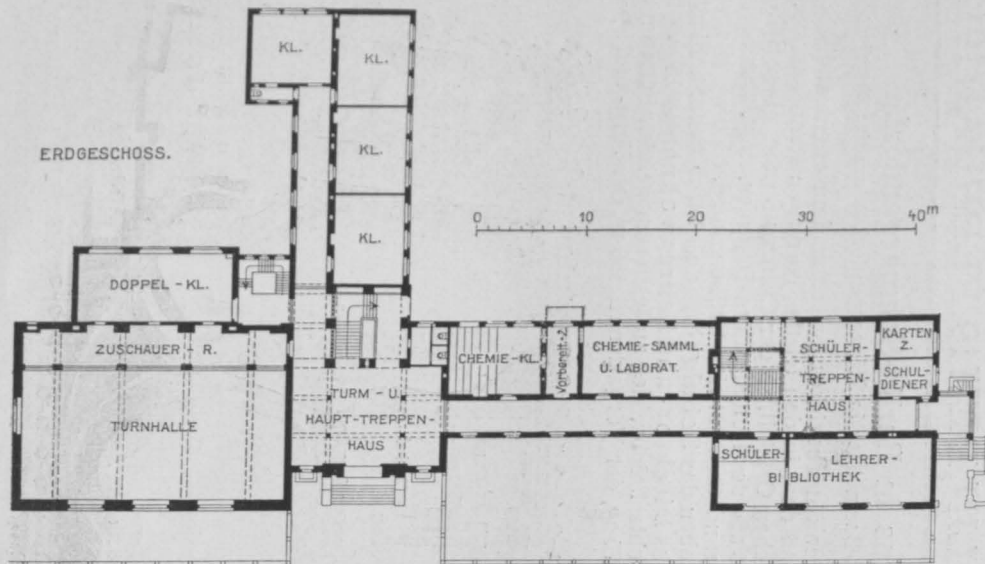 KL.
KL.
ERDGESCHOSS.
KL.
0 10 20 30 40 m
KL.
DOPPEL - KL.
ZUSCHAUER - R.
TURNHALLE
TURM - U.
HAUPT-TREPPEN-
HAUS
CHEMIE-KL.
Vorbereit.-Z.
CHEMIE-SAMML.
U. LABORAT.
SCHÜLER-
TREPPEN-
HAUS
KARTEN
Z.
SCHUL-
DIENER
SCHÜLER- LEHRER-
BIBLIOTHEK